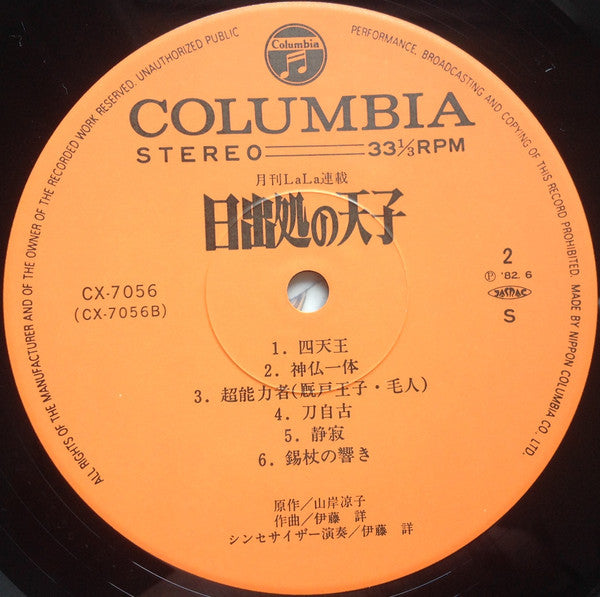 ALL RIGHTS OF THE MANUFACTURER AND OF THE OWNER OF THE RECORDED WORK RESERVED. UNAUTHORIZED PUBLIC PERFORMANCE, BROADCASTING AND COPYING OF THIS RECORD PROHIBITED. MADE BY NIPPON COLUMBIA CO. LTD.
Columbia
COLUMBIA
STEREO 33⅓RPM
月刊LaLa連載
日出処の天子
2
CX-7056 Ⓟ '82. 6
(CX-7056B) JASRAC
S
1. 四天王
2. 神仏一体
3. 超能力者(厩戸王子・毛人)
4. 刀自古
5. 静寂
6. 錫杖の響き
原作/山岸凉子
作曲/伊藤 詳
シンセサイザー演奏/伊藤 詳